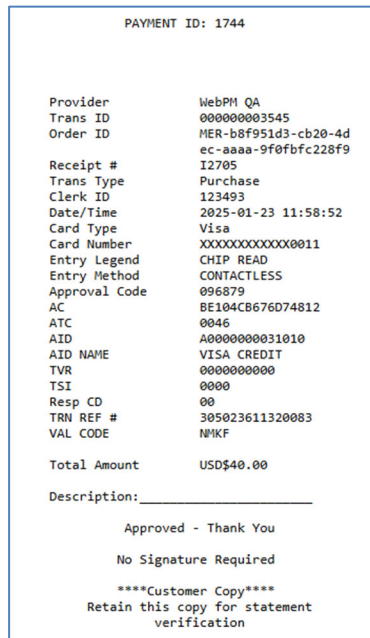 PAYMENT ID: 1744
Provider WebPM QA
Trans ID 000000003545
Order ID MER-b8f951d3-cb20-4d
ec-aaaa-9f0fbfc228f9
Receipt # I2705
Trans Type Purchase
Clerk ID 123493
Date/Time 2025-01-23 11:58:52
Card Type Visa
Card Number XXXXXXXXXXXX0011
Entry Legend CHIP READ
Entry Method CONTACTLESS
Approval Code 096879
AC BE104CB676D74812
ATC 0046
AID A0000000031010
AID NAME VISA CREDIT
TVR 0000000000
TSI 0000
Resp CD 00
TRN REF # 305023611320083
VAL CODE NMKF
Total Amount USD$40.00
Description:_______________________
Approved - Thank You
No Signature Required
****Customer Copy****
Retain this copy for statement
verification